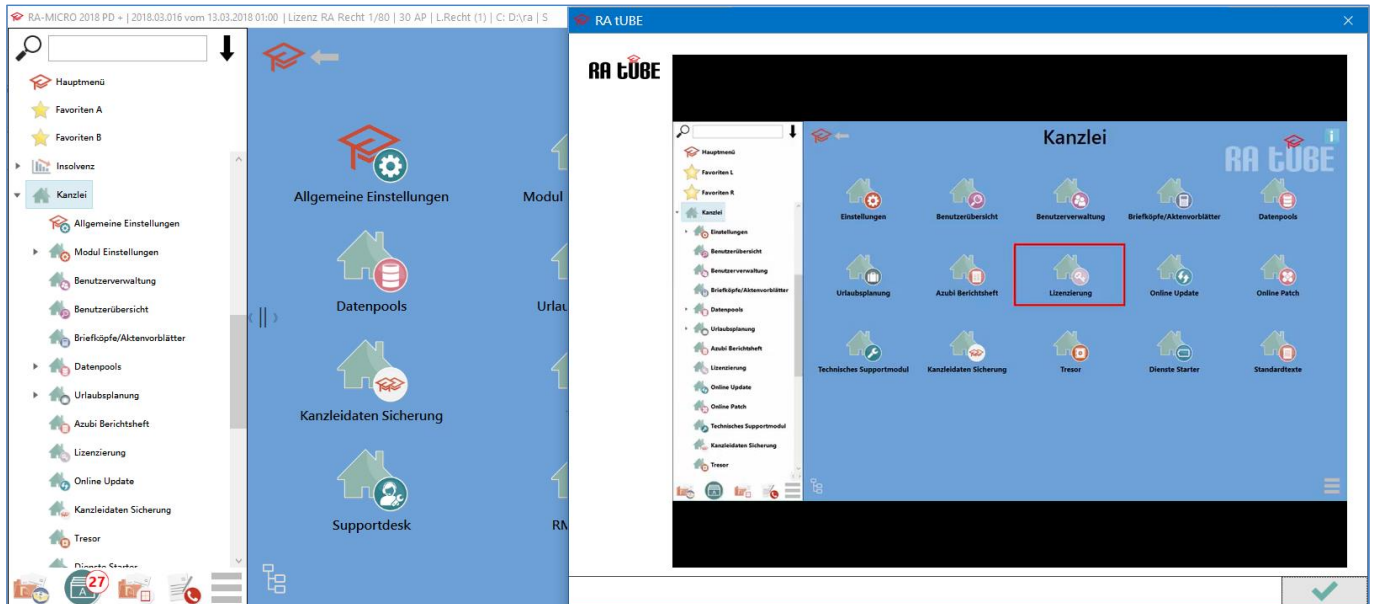 RA-MICRO 2018 PD + | 2018.03.016 vom 13.03.2018 01:00 | Lizenz RA Recht 1/80 | 30 AP | L.Recht (1) | C: D:\ra | S
Hauptmenü
Favoriten A
Favoriten B
Insolvenz
Kanzlei
Allgemeine Einstellungen
Modul Einstellungen
Benutzerverwaltung
Benutzerübersicht
Briefköpfe/Aktenvorblätter
Datenpools
Urlaubsplanung
Azubi Berichtsheft
Lizenzierung
Online Update
Kanzleidaten Sicherung
Tresor
Dienste Starter
27
Allgemeine Einstellungen
Modul
Datenpools
Urlau
Kanzleidaten Sicherung
Supportdesk
RM
RA tUBE
RA tUBE
Hauptmenü
Favoriten L
Favoriten R
Kanzlei
Einstellungen
Benutzerübersicht
Benutzerverwaltung
Briefköpfe/Aktenvorblätter
Datenpools
Urlaubsplanung
Azubi Berichtsheft
Lizenzierung
Online Update
Online Patch
Technisches Supportmodul
Kanzleidaten Sicherung
Tresor
Kanzlei
RA tUBE
Einstellungen Benutzerübersicht Benutzerverwaltung Briefköpfe/Aktenvorblätter Datenpools
Urlaubsplanung Azubi Berichtsheft Lizenzierung Online Update Online Patch
Technisches Supportmodul Kanzleidaten Sicherung Tresor Dienste Starter Standardtexte